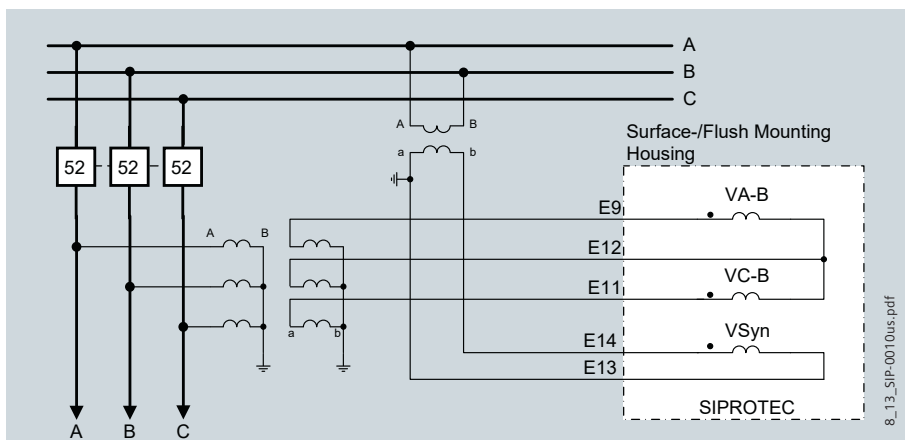 A
B
C
A B
a b
Surface-/Flush Mounting
Housing
52 52 52
VA-B
E9
A B
E12
VC-B
E11
a b
VSyn
E14
E13
SIPROTEC
A B C
8_13_SIP-0010us.pdf